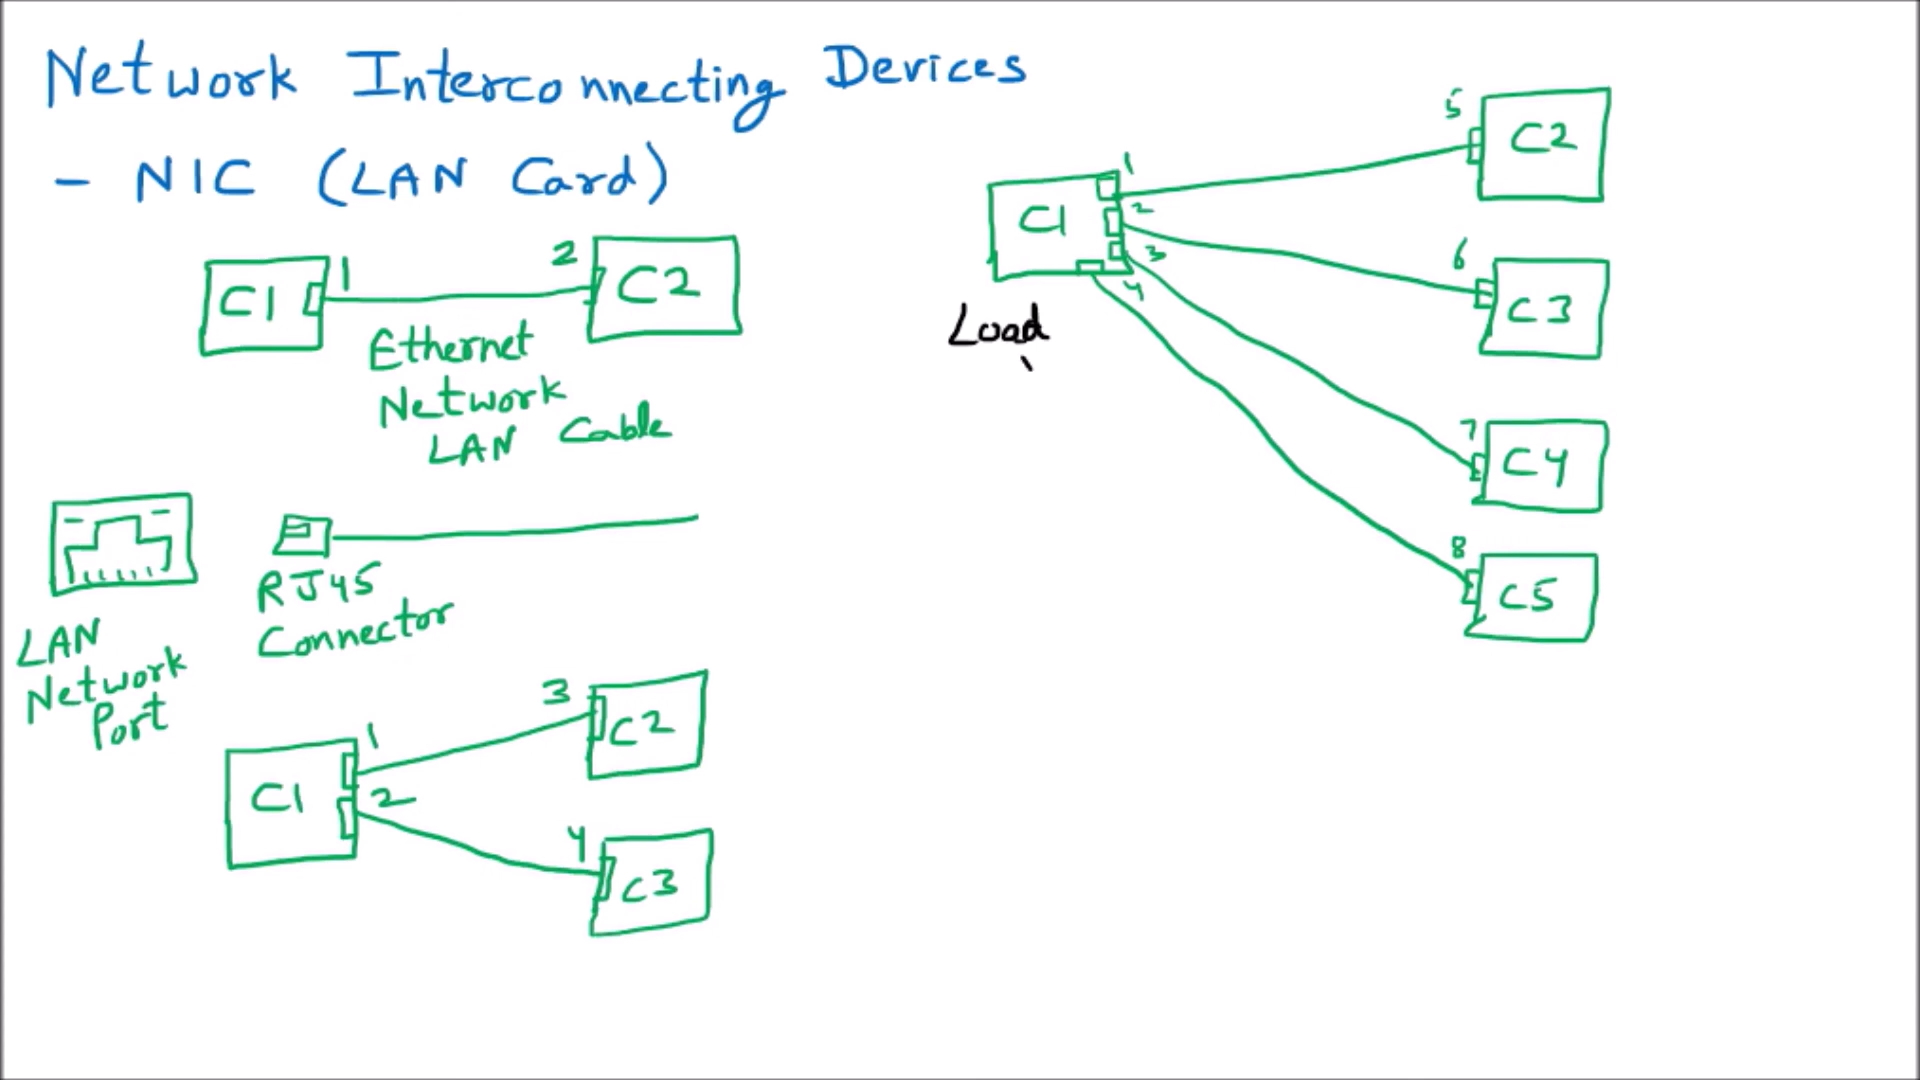 Network Interconnecting Devices
- NIC (LAN Card)
C1 1 2 C2
Ethernet
Network
LAN Cable
LAN
Network
Port
RJ45
Connector
C1 1 2
3 C2
4 C3
C1 1 2 3 4
Load
5 C2
6 C3
7 C4
8 C5